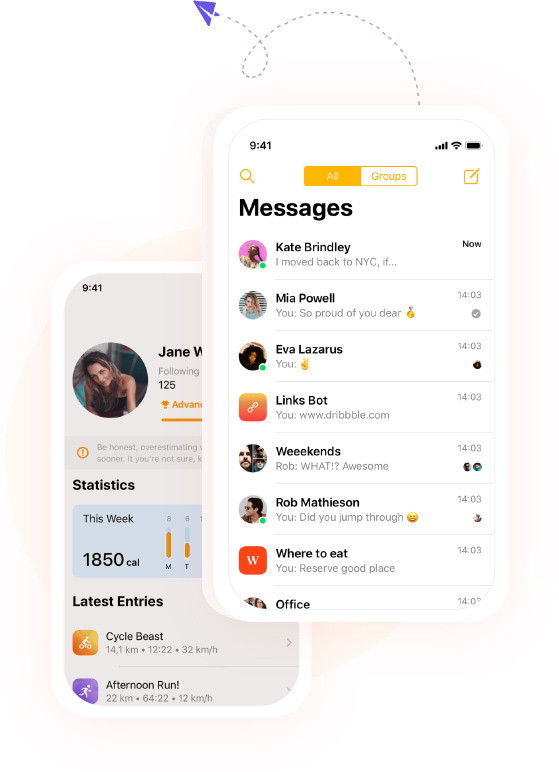 9:41
All
Groups
Messages
Kate Brindley
Now
I moved back to NYC, if...
Mia Powell
14:03
You: So proud of you dear 🥇
Eva Lazarus
14:03
You: ✌️
Links Bot
14:03
You: www.dribbble.com
Weeekends
14:03
Rob: WHAT!? Awesome
Rob Mathieson
14:03
You: Did you jump through 😄
W
Where to eat
14:03
You: Reserve good place
Office
14:03
9:41
Jane W
Following
125
Advanc
Be honest, overestimating
sooner. It you're not sure, k
Statistics
This Week
8 6
1850 cal
M T
Latest Entries
Cycle Beast
14,1 km • 12:22 • 32 km/h
Afternoon Run!
22 km • 64:22 • 12 km/h